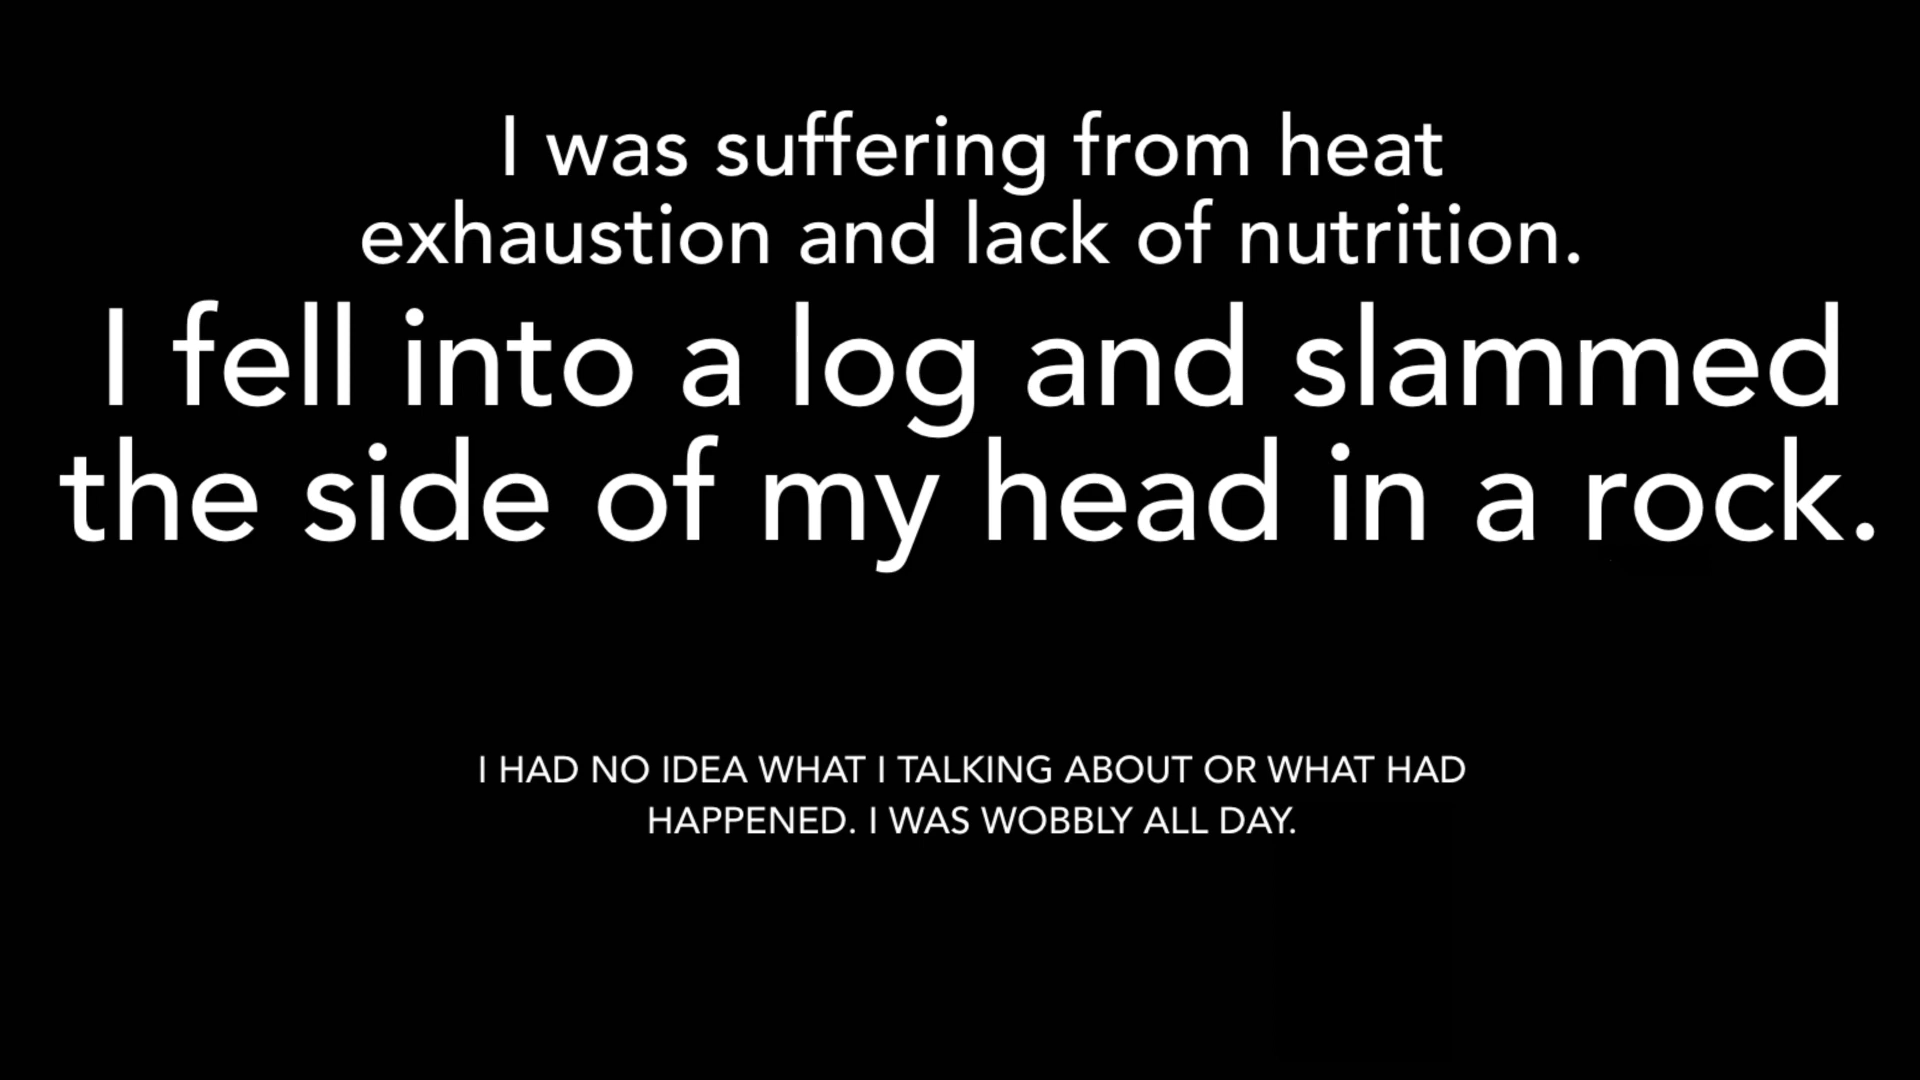 I was suffering from heat
exhaustion and lack of nutrition.
I fell into a log and slammed
the side of my head in a rock.
I HAD NO IDEA WHAT I TALKING ABOUT OR WHAT HAD
HAPPENED. I WAS WOBBLY ALL DAY.